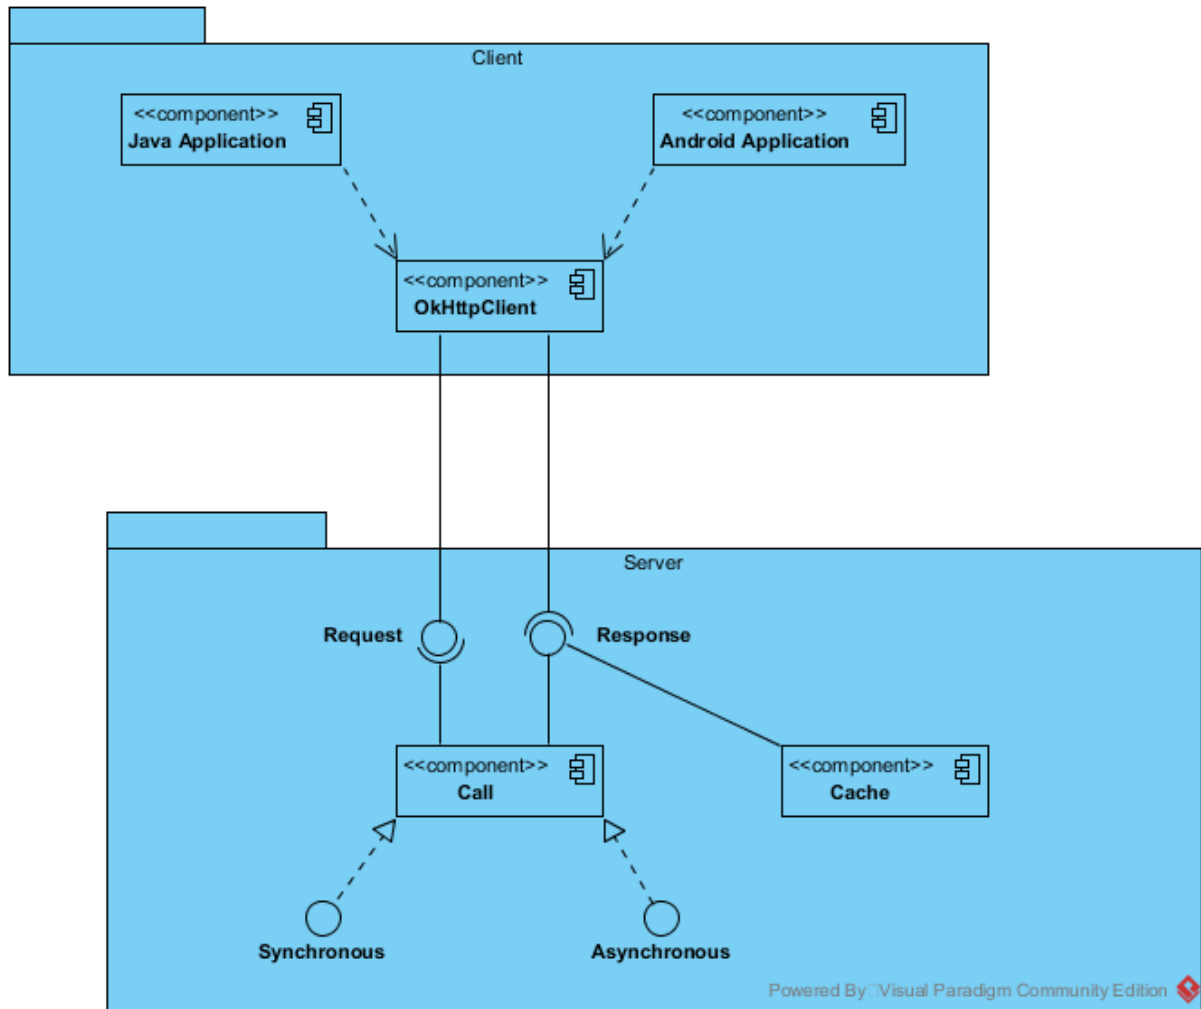 Client
<<component>>
Java Application
<<component>>
Android Application
<<component>>
OkHttpClient
Server
Request
Response
<<component>>
Call
<<component>>
Cache
Synchronous
Asynchronous
Powered By Visual Paradigm Community Edition